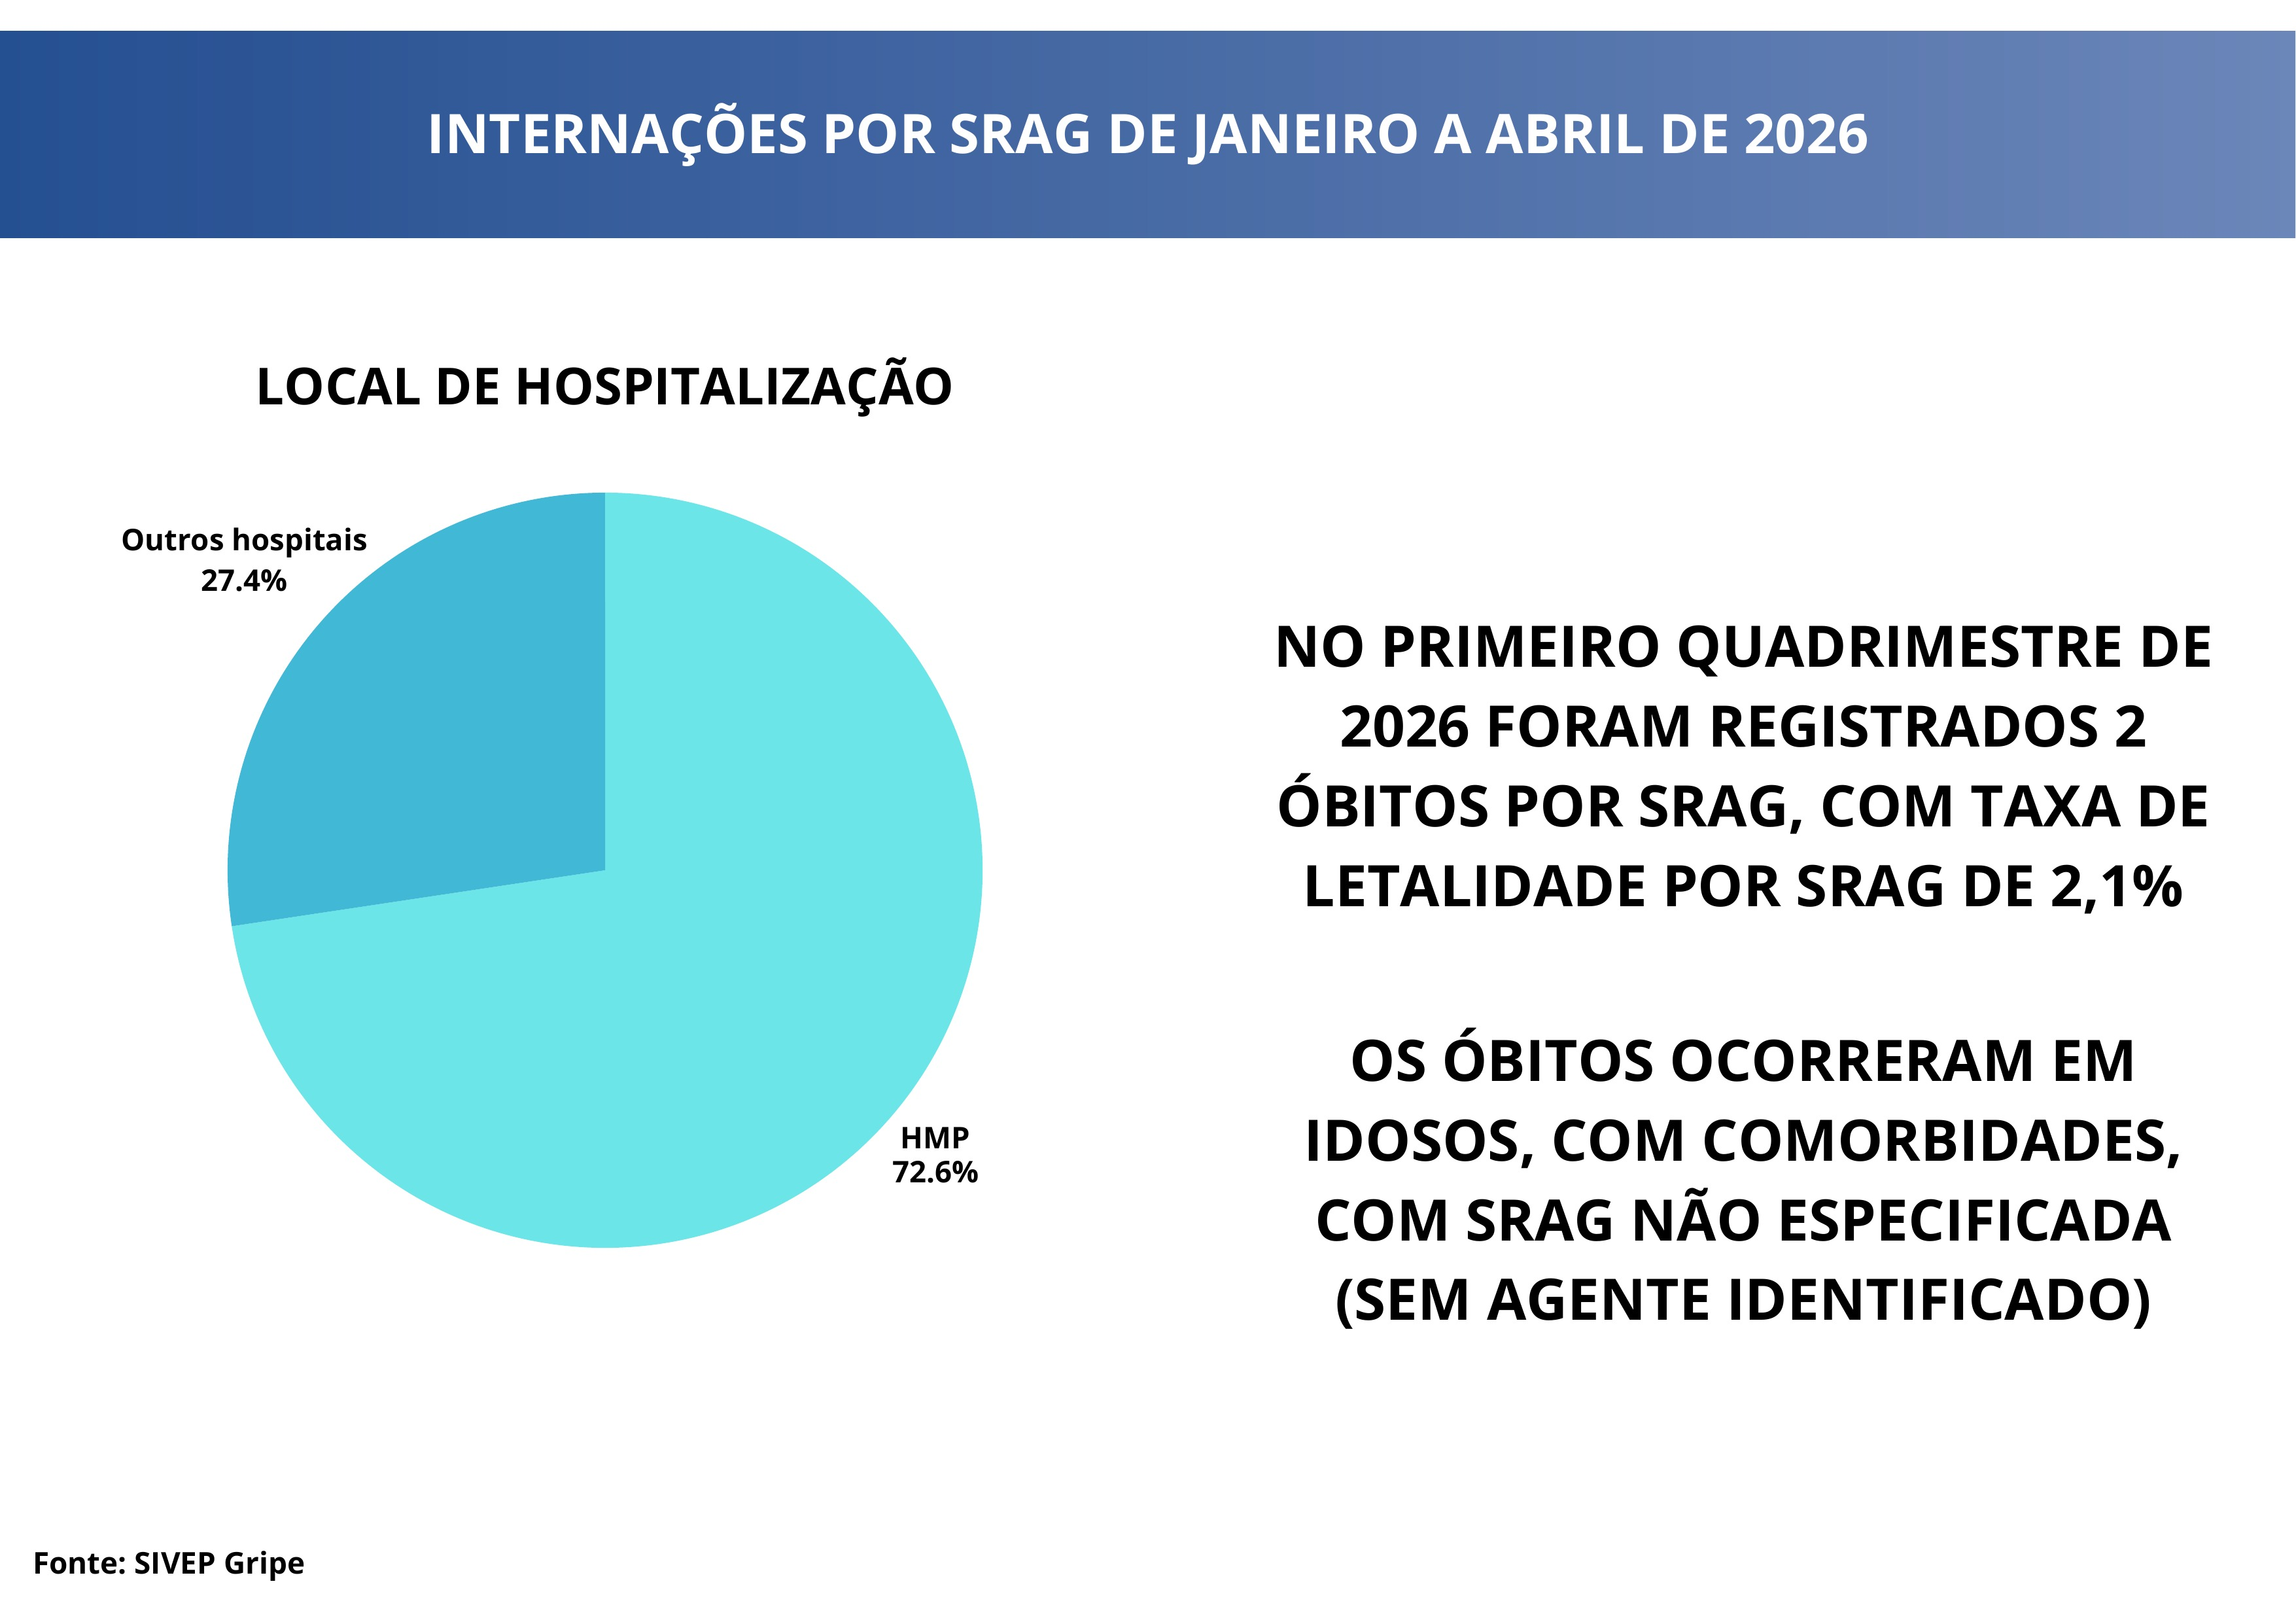 INTERNAÇÕES POR SRAG DE JANEIRO A ABRIL DE 2026
LOCAL DE HOSPITALIZAÇÃO
Outros hospitais
27.4%
HMP
72.6%
NO PRIMEIRO QUADRIMESTRE DE
2026 FORAM REGISTRADOS 2
ÓBITOS POR SRAG, COM TAXA DE
LETALIDADE POR SRAG DE 2,1%
OS ÓBITOS OCORRERAM EM
IDOSOS, COM COMORBIDADES,
COM SRAG NÃO ESPECIFICADA
(SEM AGENTE IDENTIFICADO)
Fonte: SIVEP Gripe